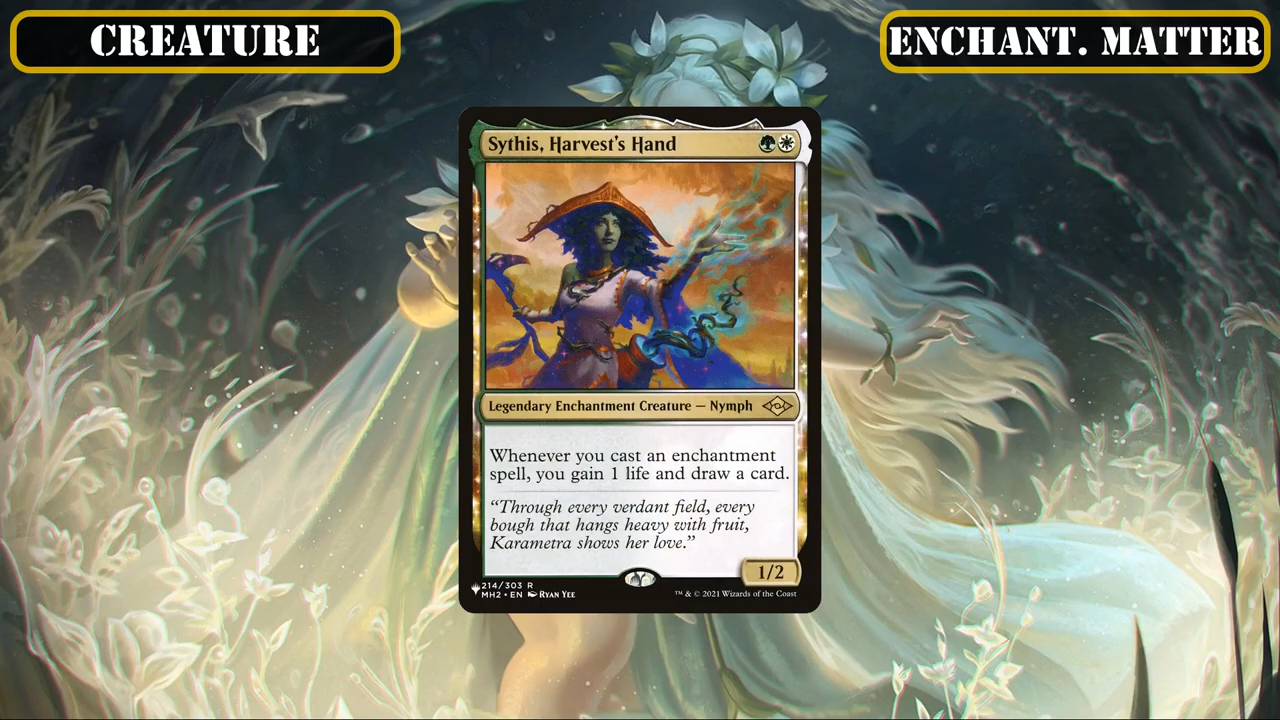 CREATURE
ENCHANT. MATTER
Sythis, Harvest's Hand
Legendary Enchantment Creature — Nymph
Whenever you cast an enchantment
spell, you gain 1 life and draw a card.
“Through every verdant field, every
bough that hangs heavy with fruit,
Karametra shows her love.”
1/2
214/303 R
MH2 • EN Ryan Yee
™ & © 2021 Wizards of the Coast